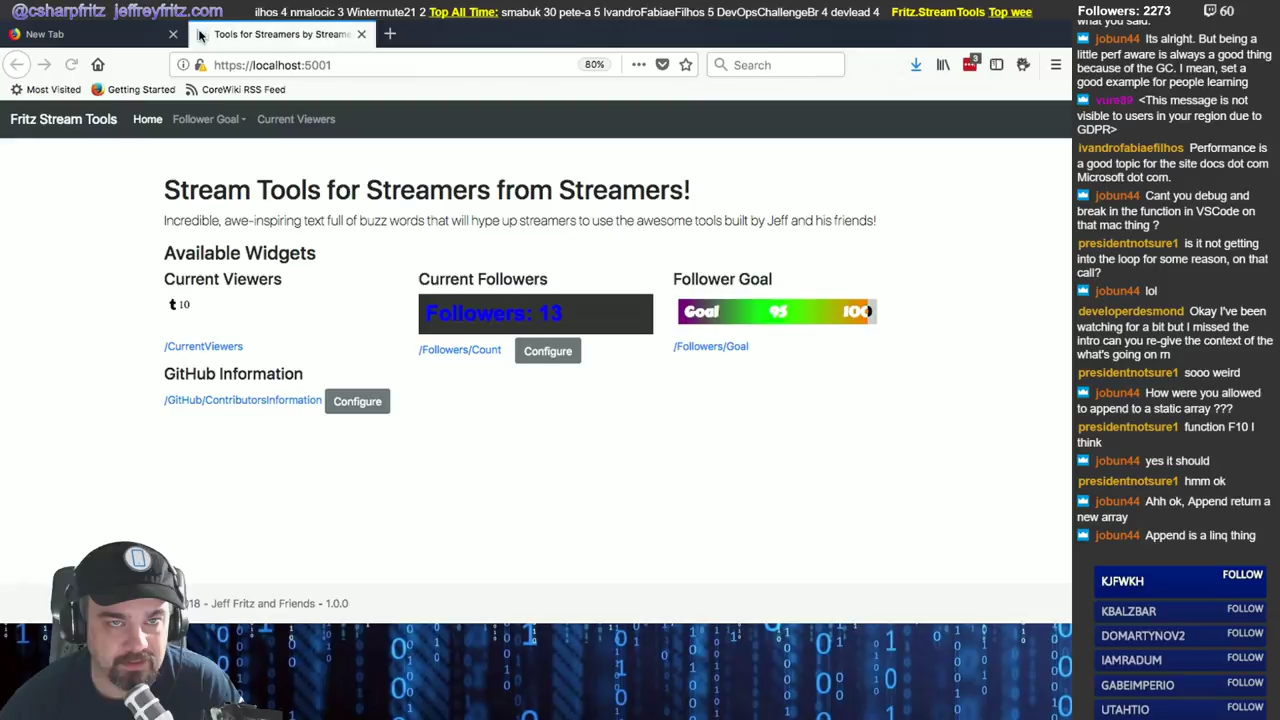 @csharpfritz jeffreyfritz.com
ilhos 4 nmalocic 3 Wintermute21 2 Top All Time: smabuk 30 pete-a 5 IvandroFabiaeFilhos 5 DevOpsChallengeBr 4 devlead 4 Fritz.StreamTools Top wee
Followers: 2273 60
New Tab
Tools for Streamers by Streame
https://localhost:5001
80%
Search
3
Most Visited
Getting Started
CoreWiki RSS Feed
Fritz Stream Tools
Home
Follower Goal
Current Viewers
Stream Tools for Streamers from Streamers!
Incredible, awe-inspiring text full of buzz words that will hype up streamers to use the awesome tools built by Jeff and his friends!
Available Widgets
Current Viewers
t 10
/CurrentViewers
Current Followers
Followers: 13
/Followers/Count
Configure
Follower Goal
Goal 95 100
/Followers/Goal
GitHub Information
/GitHub/ContributorsInformation
Configure
18 - Jeff Fritz and Friends - 1.0.0
what you said.
jobun44 Its alright. But being a
little perf aware is always a good thing
because of the GC. I mean, set a
good example for people learning
vure89 <This message is not
visible to users in your region due to
GDPR>
ivandrofabiaefilhos Performance is
a good topic for the site docs dot com
Microsoft dot com.
jobun44 Cant you debug and
break in the function in VSCode on
that mac thing ?
presidentnotsure1 is it not getting
into the loop for some reason, on that
call?
jobun44 lol
developerdesmond Okay I've been
watching for a bit but I missed the
intro can you re-give the context of the
what's going on rn
presidentnotsure1 sooo weird
jobun44 How were you allowed
to append to a static array ???
presidentnotsure1 function F10 I
think
jobun44 yes it should
presidentnotsure1 hmm ok
jobun44 Ahh ok, Append return a
new array
jobun44 Append is a linq thing
KJFWKH FOLLOW
KBALZBAR FOLLOW
DOMARTYNOV2 FOLLOW
IAMRADUM FOLLOW
GABEIMPERIO FOLLOW
UTAHTIO FOLLOW